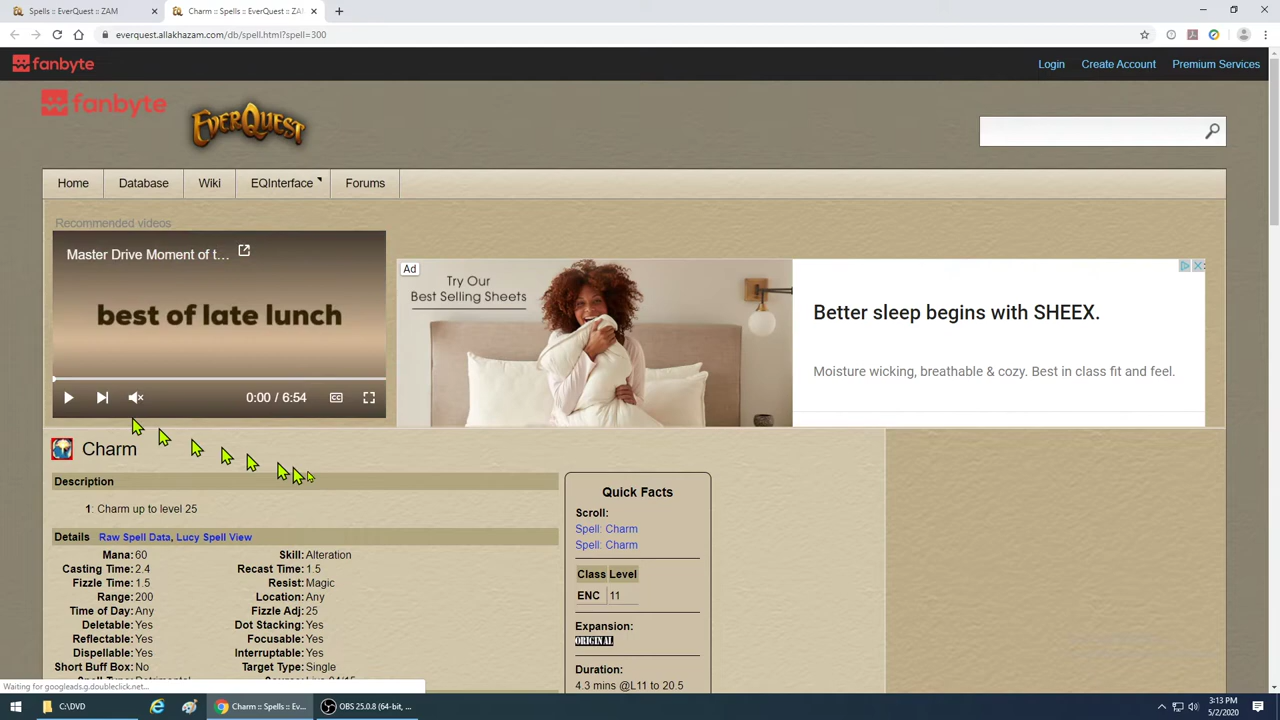 Spells :: EverQuest :: ZAM
Charm :: Spells :: EverQuest :: ZA
everquest.allakhazam.com/db/spell.html?spell=300
fanbyte
Login Create Account Premium Services
fanbyte
EverQuest
Home Database Wiki EQInterface Forums
Recommended videos
Master Drive Moment of t...
best of late lunch
0:00 / 6:54
CC
Ad
Try Our
Best Selling Sheets
Better sleep begins with SHEEX.
Moisture wicking, breathable & cozy. Best in class fit and feel.
Charm
Description
1: Charm up to level 25
Details Raw Spell Data, Lucy Spell View
Mana: 60 Skill: Alteration
Casting Time: 2.4 Recast Time: 1.5
Fizzle Time: 1.5 Resist: Magic
Range: 200 Location: Any
Time of Day: Any Fizzle Adj: 25
Deletable: Yes Dot Stacking: Yes
Reflectable: Yes Focusable: Yes
Dispellable: Yes Interruptable: Yes
Short Buff Box: No Target Type: Single
Quick Facts
Scroll:
Spell: Charm
Spell: Charm
Class Level
ENC 11
Expansion:
ORIGINAL
Duration:
4.3 mins @L11 to 20.5
Waiting for googleads.g.doubleclick.net...
C:\DVD
Charm :: Spells :: Ev...
OBS 25.0.8 (64-bit, ...
3:13 PM
5/2/2020